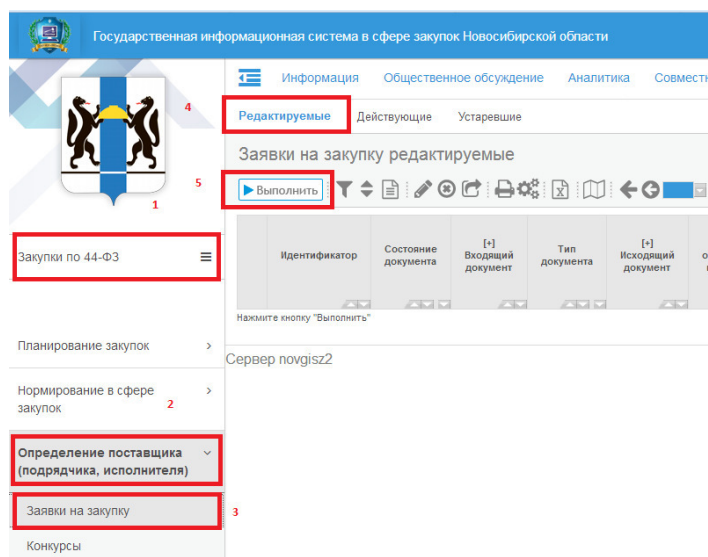 Государственная информационная система в сфере закупок Новосибирской области
Информация Общественное обсуждение Аналитика
4
Редактируемые Действующие Устаревшие
Заявки на закупку редактируемые
5
Выполнить
1
Закупки по 44-ФЗ
Идентификатор
Состояние
документа
[+]
Входящий
документ
Тип
документа
[+]
Исходящий
документ
Нажмите кнопку "Выполнить"
Планирование закупок
Сервер novgisz2
Нормирование в сфере
закупок
2
Определение поставщика
(подрядчика, исполнителя)
Заявки на закупку
3
Конкурсы